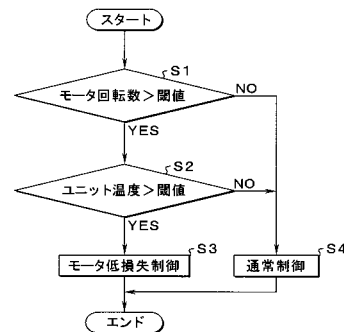 スタート
S1
モータ回転数>閾値
NO
YES
S2
ユニット温度>閾値
NO
YES
S3
モータ低損失制御
S4
通常制御
エンド